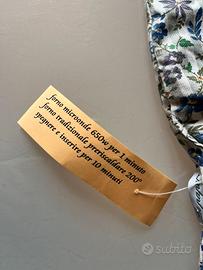 forno microonde 650w per 1 minuto
forno tradizionale preriscaldare 200°
spegnere e inserire per 10 minuti
subito